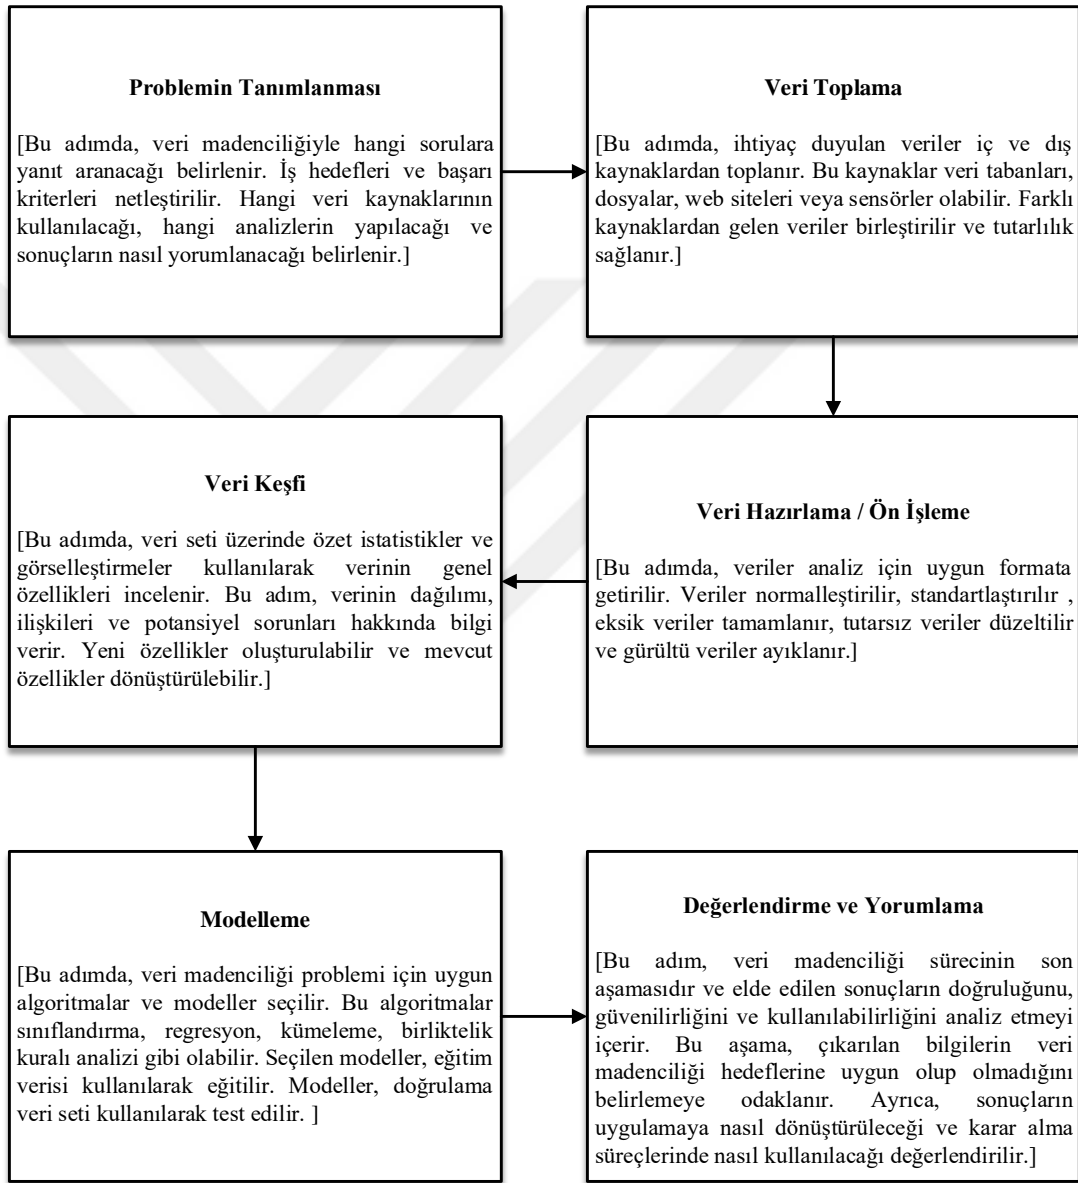 Problemin Tanımlanması
[Bu adımda, veri madenciliğiyle hangi sorulara
yanıt aranacağı belirlenir. İş hedefleri ve başarı
kriterleri netleştirilir. Hangi veri kaynaklarının
kullanılacağı, hangi analizlerin yapılacağı ve
sonuçların nasıl yorumlanacağı belirlenir.]
Veri Toplama
[Bu adımda, ihtiyaç duyulan veriler iç ve dış
kaynaklardan toplanır. Bu kaynaklar veri tabanları,
dosyalar, web siteleri veya sensörler olabilir. Farklı
kaynaklardan gelen veriler birleştirilir ve tutarlılık
sağlanır.]
Veri Hazırlama / Ön İşleme
[Bu adımda, veriler analiz için uygun formata
getirilir. Veriler normalleştirilir, standartlaştırılır ,
eksik veriler tamamlanır, tutarsız veriler düzeltilir
ve gürültü veriler ayıklanır.]
Veri Keşfi
[Bu adımda, veri seti üzerinde özet istatistikler ve
görselleştirmeler kullanılarak verinin genel
özellikleri incelenir. Bu adım, verinin dağılımı,
ilişkileri ve potansiyel sorunları hakkında bilgi
verir. Yeni özellikler oluşturulabilir ve mevcut
özellikler dönüştürülebilir.]
Modelleme
[Bu adımda, veri madenciliği problemi için uygun
algoritmalar ve modeller seçilir. Bu algoritmalar
sınıflandırma, regresyon, kümeleme, birliktelik
kuralı analizi gibi olabilir. Seçilen modeller, eğitim
verisi kullanılarak eğitilir. Modeller, doğrulama
veri seti kullanılarak test edilir. ]
Değerlendirme ve Yorumlama
[Bu adım, veri madenciliği sürecinin son
aşamasıdır ve elde edilen sonuçların doğruluğunu,
güvenilirliğini ve kullanılabilirliğini analiz etmeyi
içerir. Bu aşama, çıkarılan bilgilerin veri
madenciliği hedeflerine uygun olup olmadığını
belirlemeye odaklanır. Ayrıca, sonuçların
uygulamaya nasıl dönüştürüleceği ve karar alma
süreçlerinde nasıl kullanılacağı değerlendirilir.]